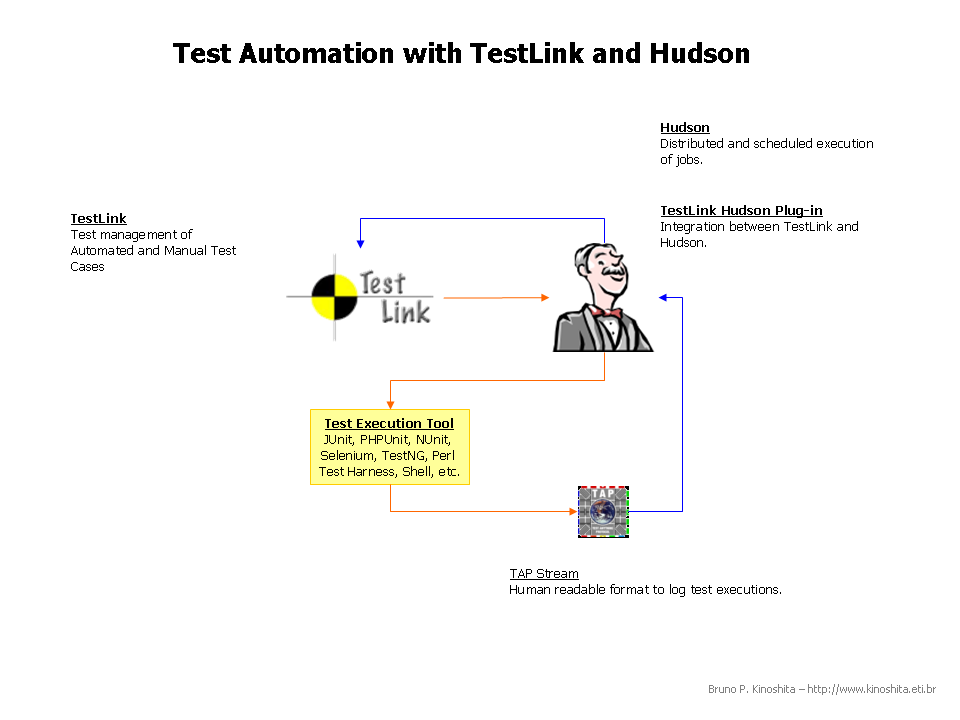 Test Automation with TestLink and Hudson
Hudson
Distributed and scheduled execution
of jobs.
TestLink Hudson Plug-in
Integration between TestLink and
Hudson.
TestLink
Test management of
Automated and Manual Test
Cases
Test
Link
Test Execution Tool
JUnit, PHPUnit, NUnit,
Selenium, TestNG, Perl
Test Harness, Shell, etc.
TAP
TAP Stream
Human readable format to log test executions.
Bruno P. Kinoshita – http://www.kinoshita.eti.br